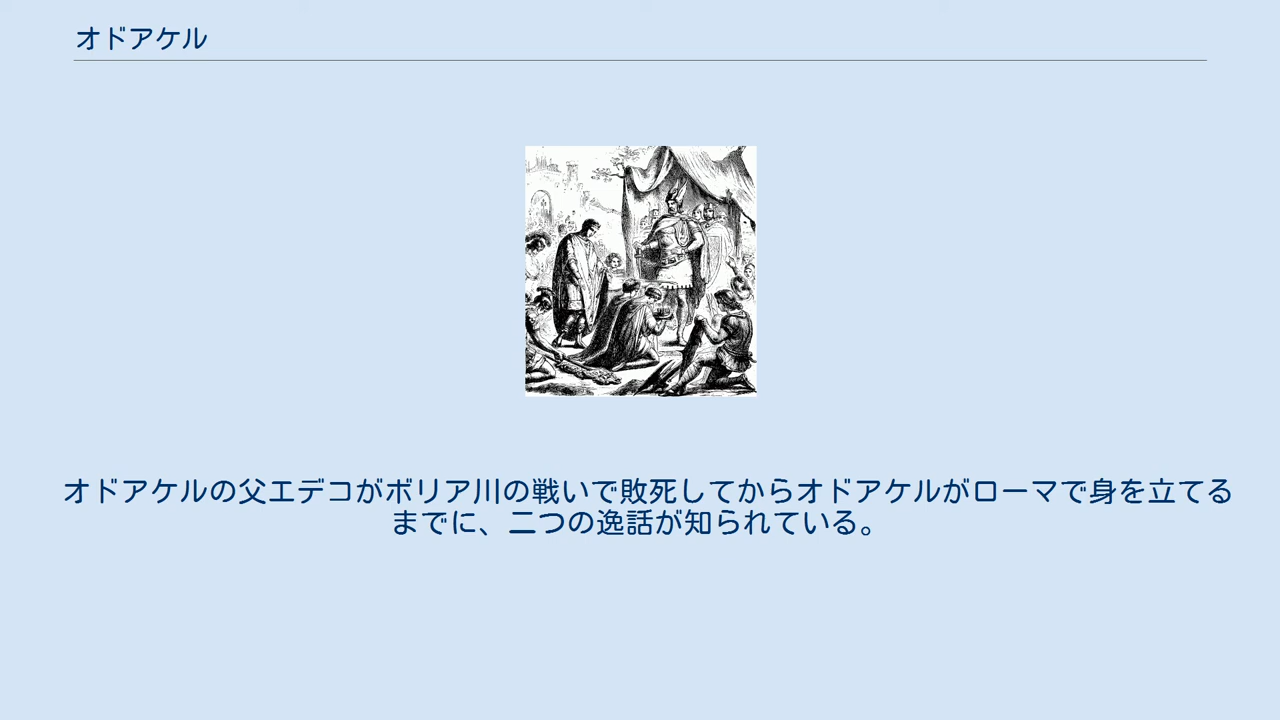 オドアケル
オドアケルの父エデコがボリア川の戦いで敗死してからオドアケルがローマで身を立てる
までに、二つの逸話が知られている。